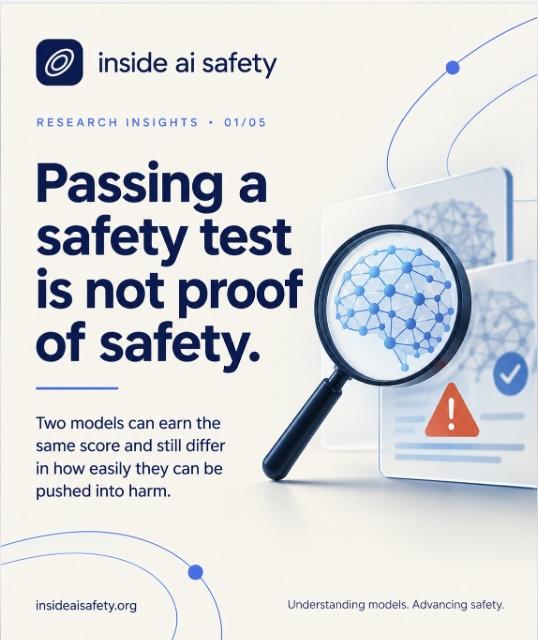 inside ai safety
RESEARCH INSIGHTS • 01/05
Passing a
safety test
is not proof
of safety.
Two models can earn the
same score and still differ
in how easily they can be
pushed into harm.
insideaisafety.org
Understanding models. Advancing safety.